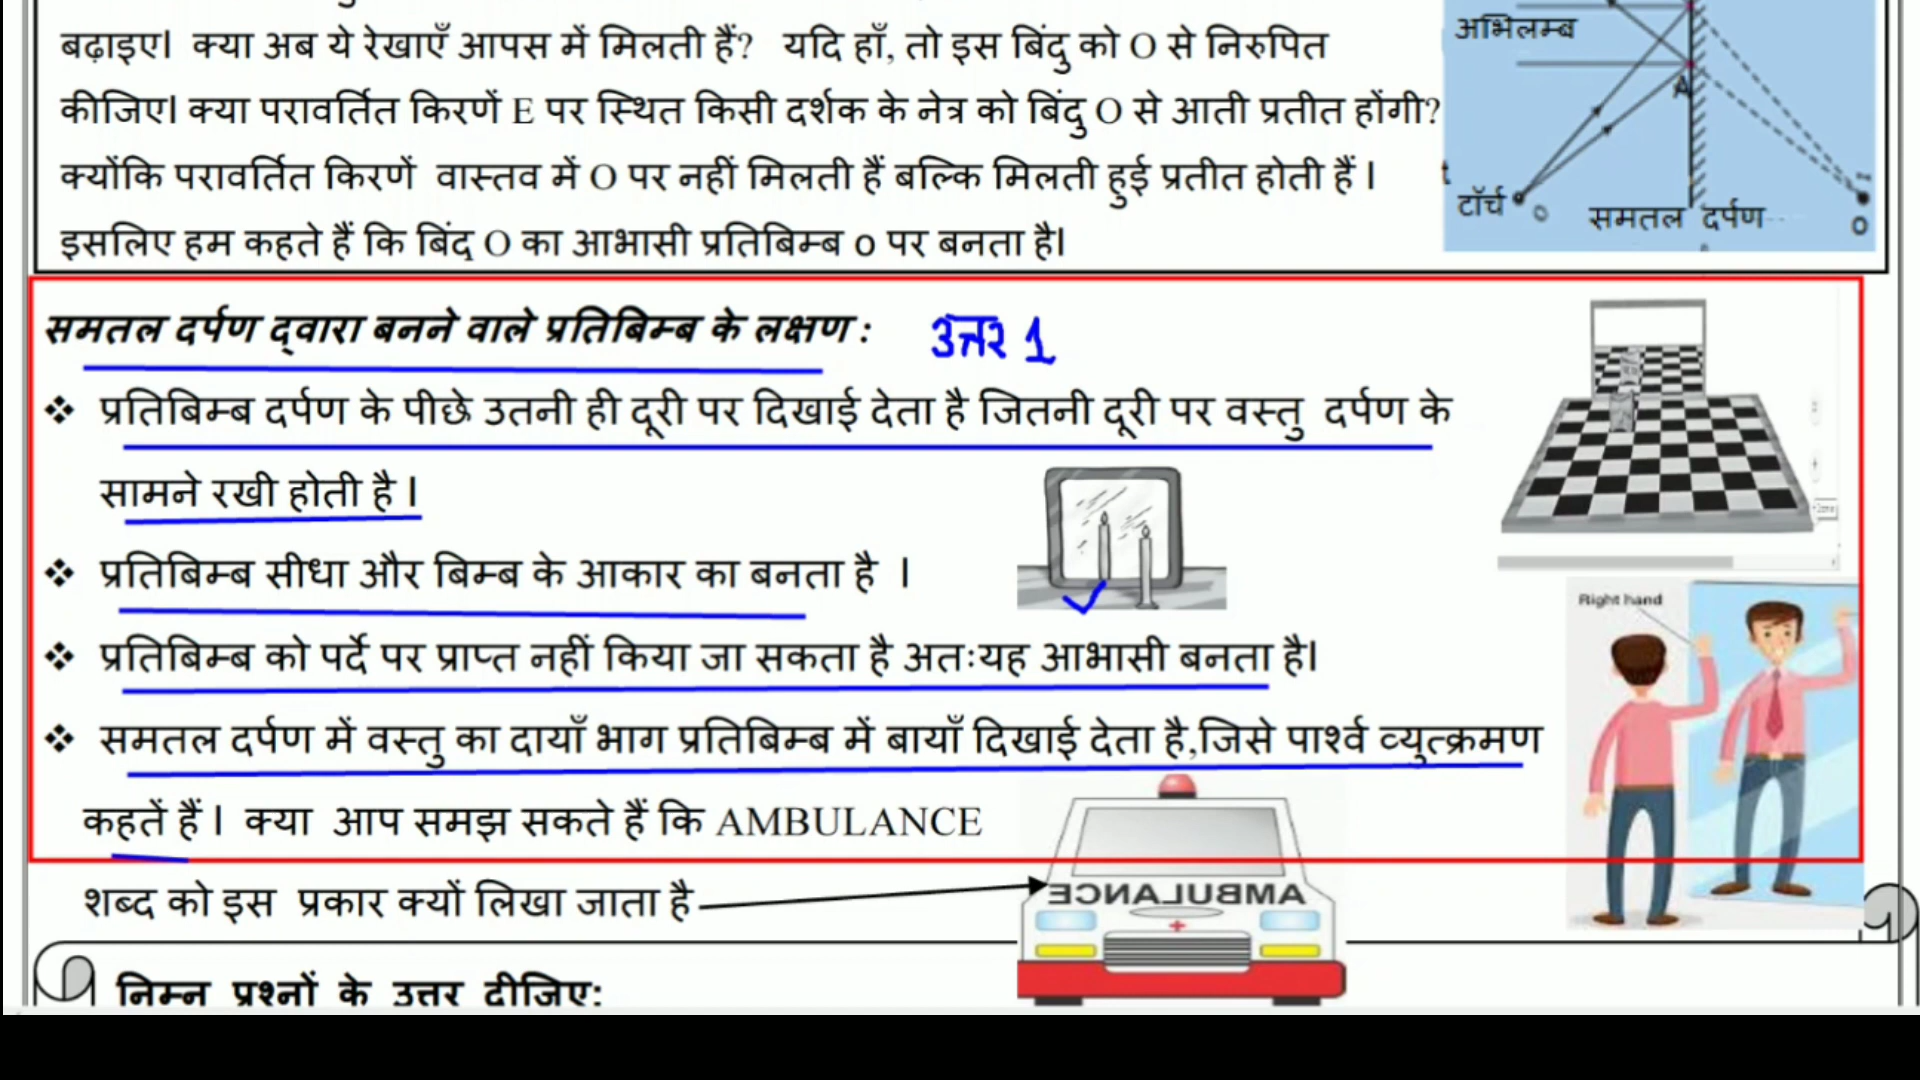 बढ़ाइए। क्या अब ये रेखाएँ आपस में मिलती हैं? यदि हाँ, तो इस बिंदु को O से निरुपित
अभिलम्ब
कीजिए। क्या परावर्तित किरणें E पर स्थित किसी दर्शक के नेत्र को बिंदु O से आती प्रतीत होंगी?
A
क्योंकि परावर्तित किरणें वास्तव में O पर नहीं मिलती हैं बल्कि मिलती हुई प्रतीत होती हैं ।
टॉर्च O समतल दर्पण O
इसलिए हम कहते हैं कि बिंदु O का आभासी प्रतिबिम्ब o पर बनता है।
समतल दर्पण द्वारा बनने वाले प्रतिबिम्ब के लक्षण : उत्तर 1
❖ प्रतिबिम्ब दर्पण के पीछे उतनी ही दूरी पर दिखाई देता है जितनी दूरी पर वस्तु दर्पण के
सामने रखी होती है ।
❖ प्रतिबिम्ब सीधा और बिम्ब के आकार का बनता है ।
Right hand
❖ प्रतिबिम्ब को पर्दे पर प्राप्त नहीं किया जा सकता है अतःयह आभासी बनता है।
❖ समतल दर्पण में वस्तु का दायाँ भाग प्रतिबिम्ब में बायाँ दिखाई देता है,जिसे पार्श्व व्युत्क्रमण
कहतें हैं । क्या आप समझ सकते हैं कि AMBULANCE
शब्द को इस प्रकार क्यों लिखा जाता है
AMBULANCE
निम्न प्रश्नों के उत्तर दीजिए: